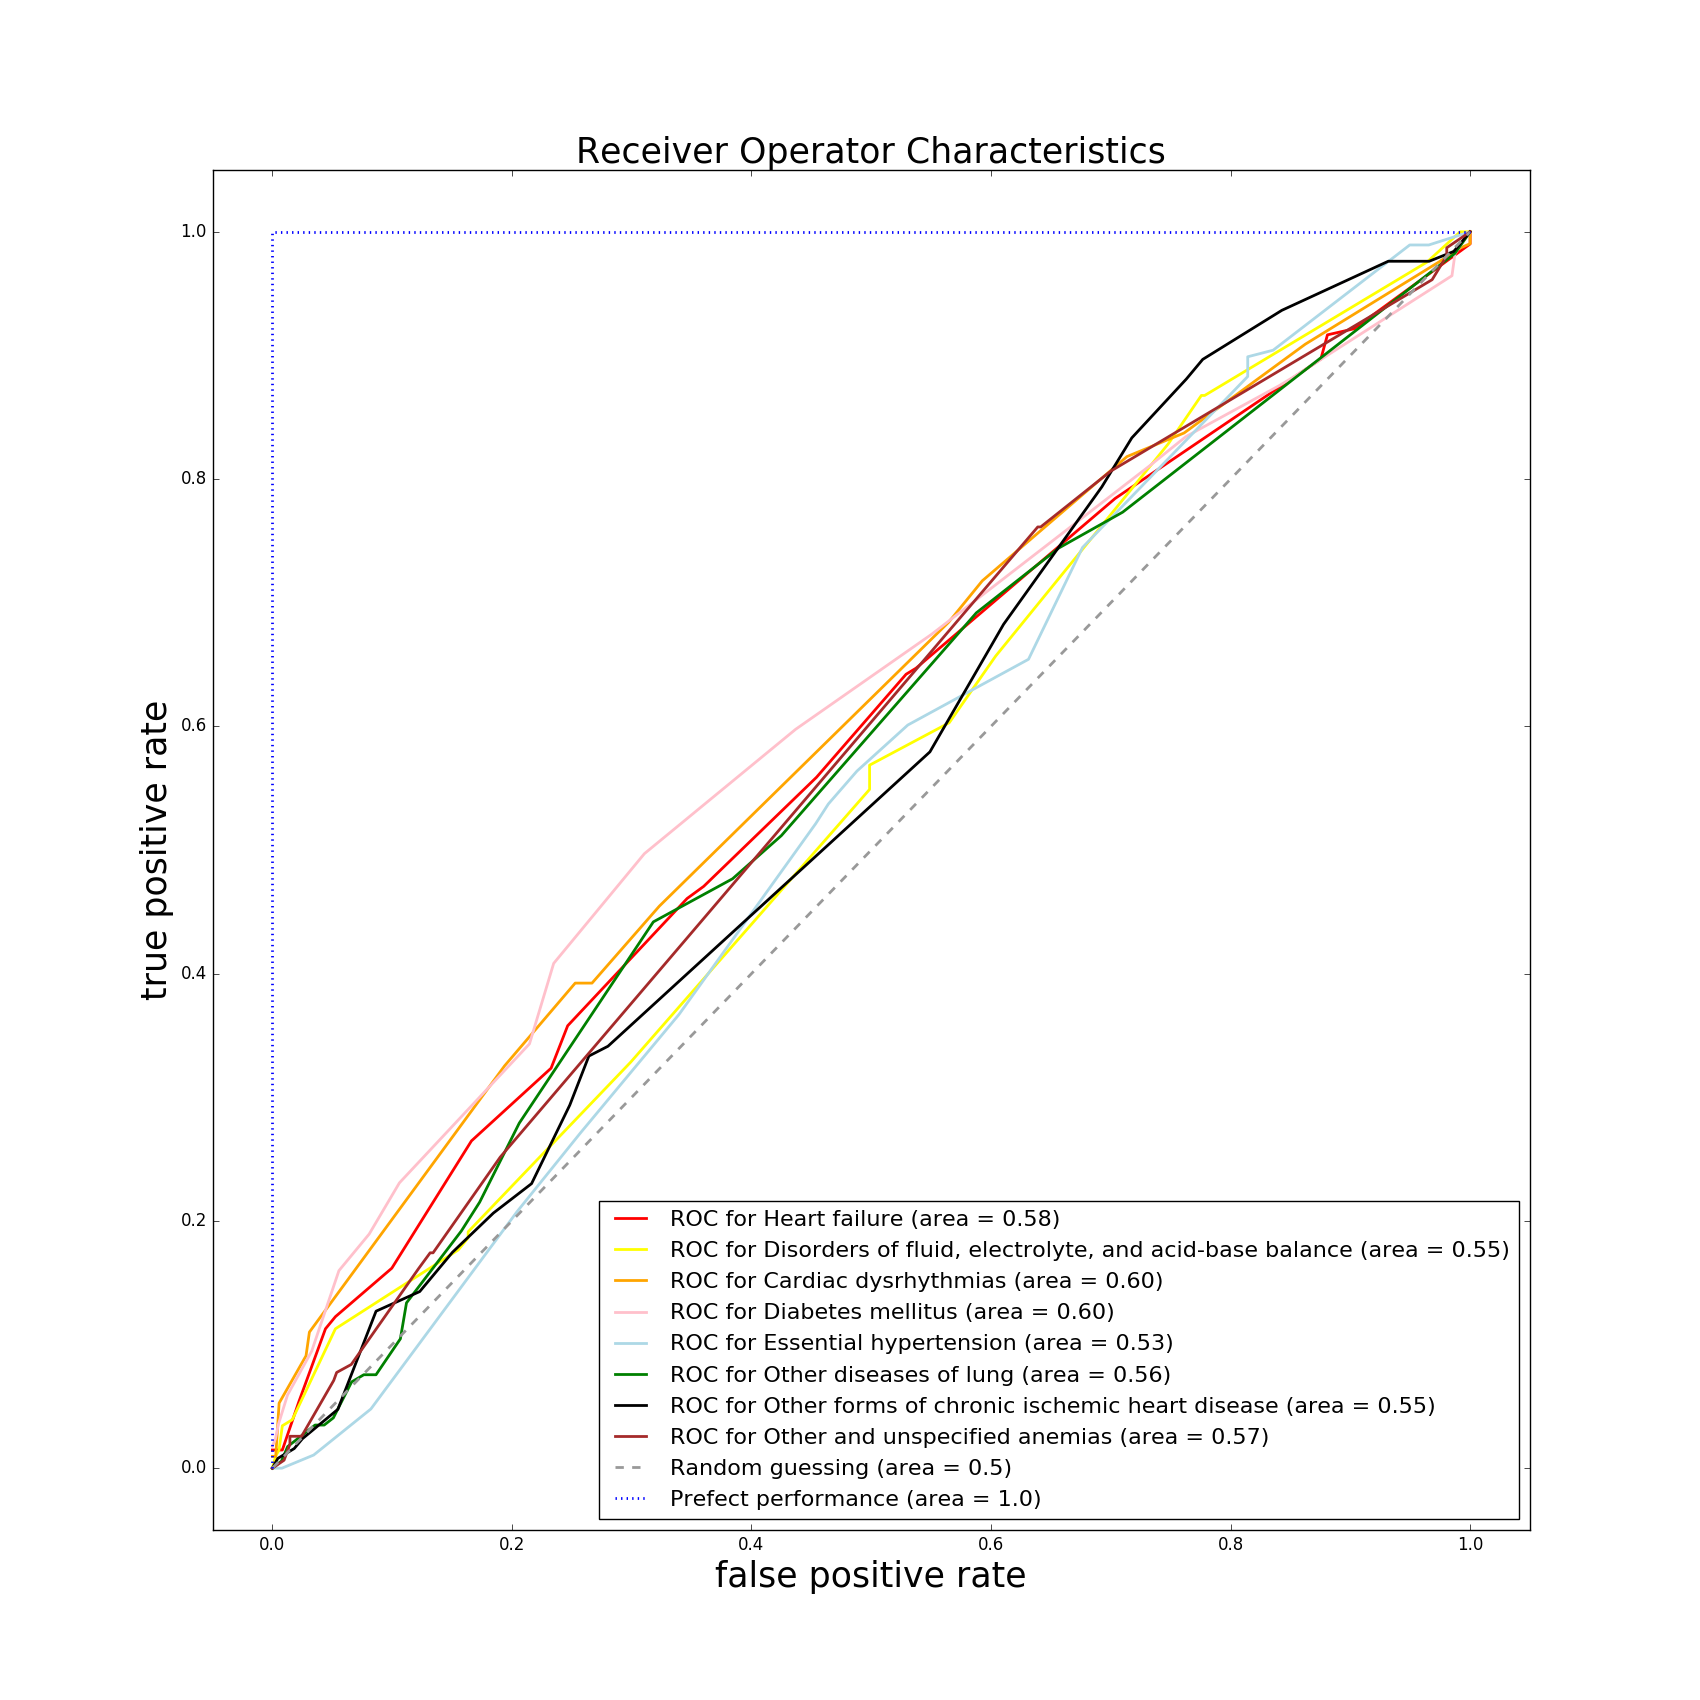 Receiver Operator Characteristics
1.0
0.8
0.6
0.4
0.2
0.0
true positive rate
ROC for Heart failure (area = 0.58)
ROC for Disorders of fluid, electrolyte, and acid-base balance (area = 0.55)
ROC for Cardiac dysrhythmias (area = 0.60)
ROC for Diabetes mellitus (area = 0.60)
ROC for Essential hypertension (area = 0.53)
ROC for Other diseases of lung (area = 0.56)
ROC for Other forms of chronic ischemic heart disease (area = 0.55)
ROC for Other and unspecified anemias (area = 0.57)
Random guessing (area = 0.5)
Prefect performance (area = 1.0)
0.0 0.2 0.4 0.6 0.8 1.0
false positive rate